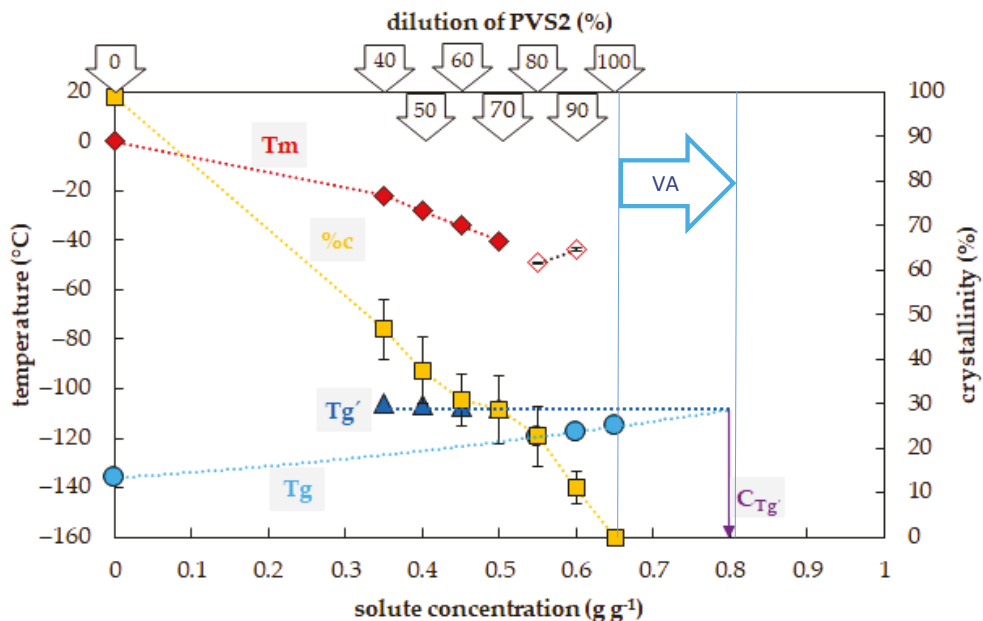 dilution of PVS2 (%)
0 40 60 80 100
50 70 90
20 100
0 90
−20 80
−40 70
−60 60
−80 50
−100 40
−120 30
−140 20
−160 10
0
temperature (°C)
crystallinity (%)
Tm
%c
Tg´
Tg
VA
C_Tg´
0 0.1 0.2 0.3 0.4 0.5 0.6 0.7 0.8 0.9 1
solute concentration (g g⁻¹)